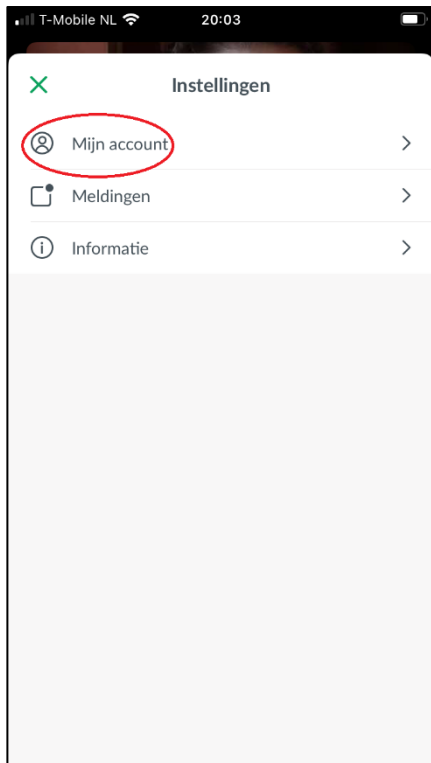 T-Mobile NL 20:03
Instellingen
Mijn account
Meldingen
Informatie